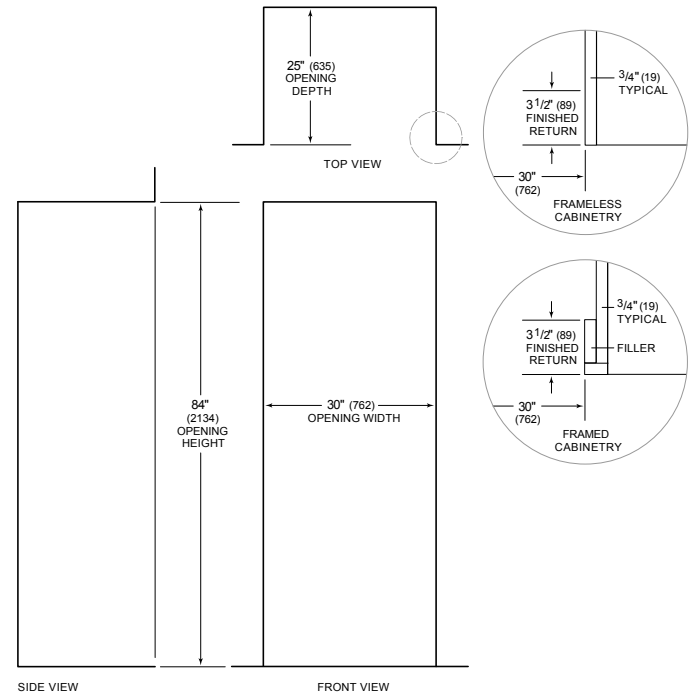 25" (635)
OPENING
DEPTH
TOP VIEW
3/4" (19)
TYPICAL
3 1/2" (89)
FINISHED
RETURN
30"
(762)
FRAMELESS
CABINETRY
3/4" (19)
TYPICAL
3 1/2" (89)
FINISHED
RETURN
FILLER
30"
(762)
FRAMED
CABINETRY
84"
(2134)
OPENING
HEIGHT
30" (762)
OPENING WIDTH
SIDE VIEW
FRONT VIEW